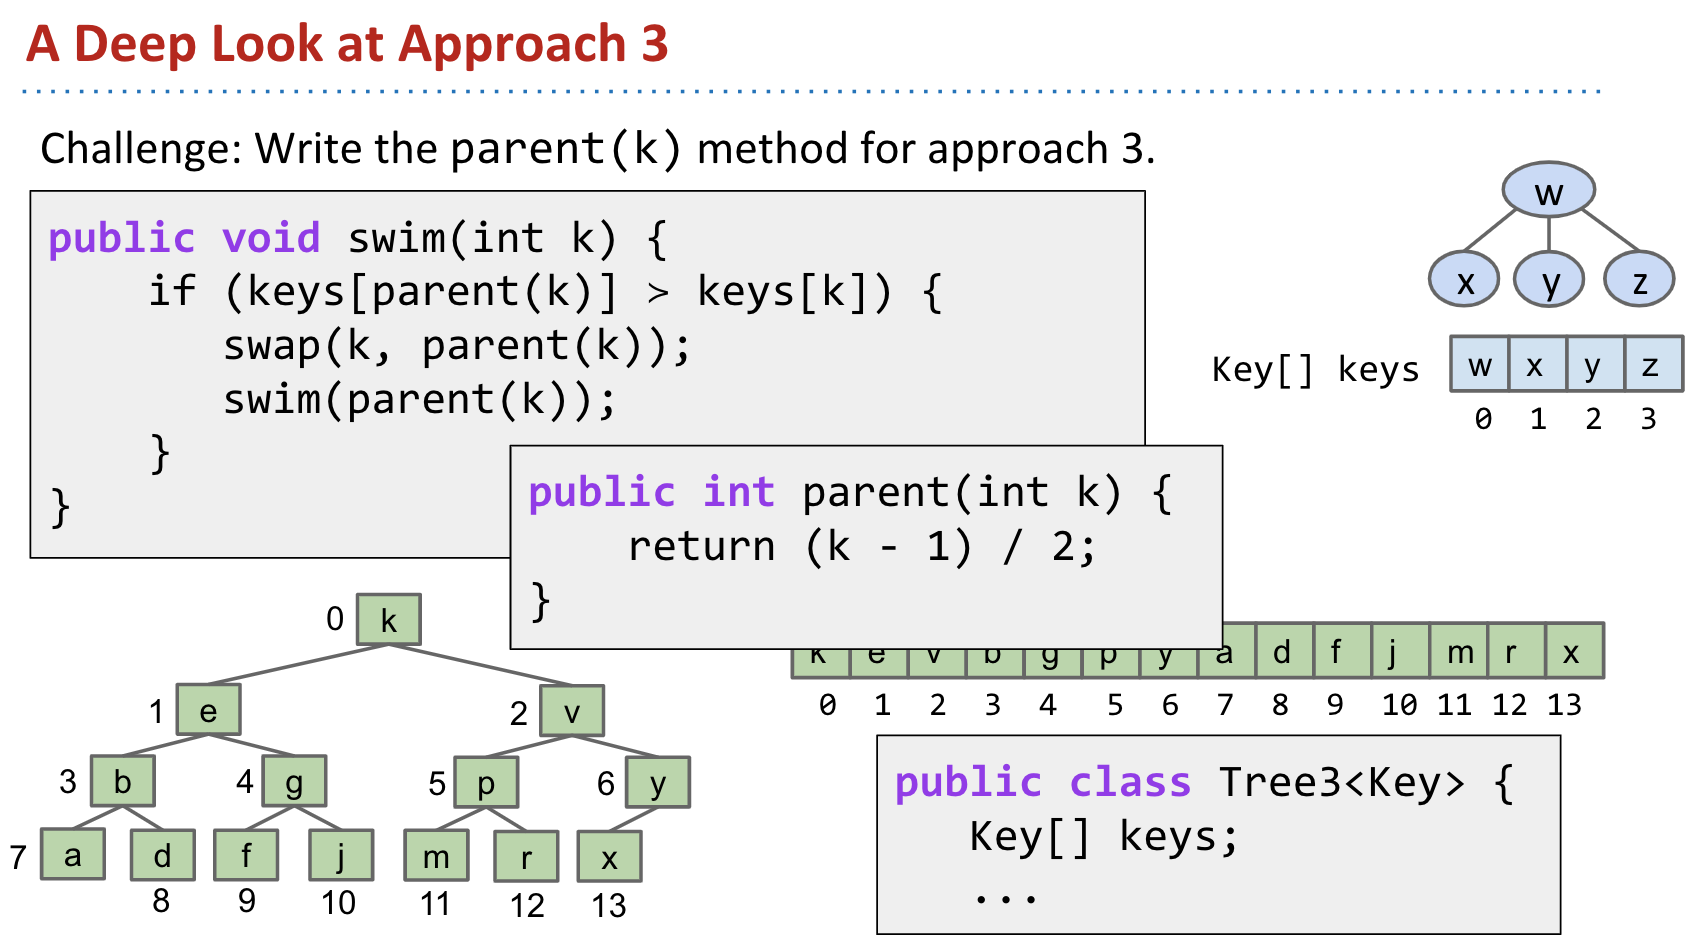 A Deep Look at Approach 3
Challenge: Write the parent(k) method for approach 3.
public void swim(int k) {
if (keys[parent(k)] ≻ keys[k]) {
swap(k, parent(k));
swim(parent(k));
}
}
public int parent(int k) {
return (k - 1) / 2;
}
w
x y z
Key[] keys w x y z
0 1 2 3
0 k
1 e 2 v
3 b 4 g 5 p 6 y
7 a d f j m r x
8 9 10 11 12 13
k e v b g p y a d f j m r x
0 1 2 3 4 5 6 7 8 9 10 11 12 13
public class Tree3<Key> {
Key[] keys;
...